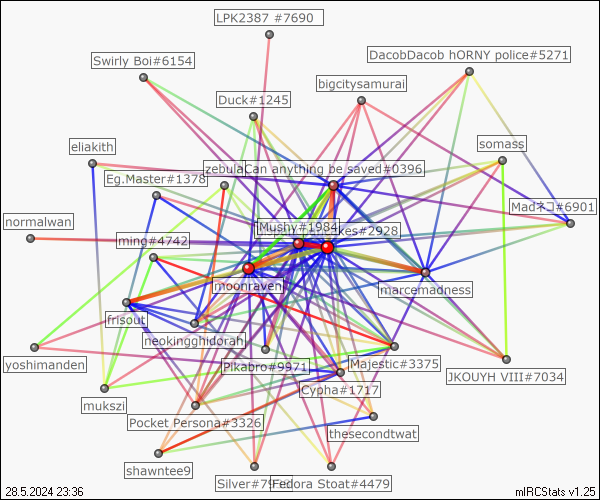 LPK2387 #7690
DacobDacob hORNY police#5271
Swirly Boi#6154
bigcitysamurai
Duck#1245
eliakith
somass
zebula
Can anything be saved#0396
Eg.Master#1378
Madネコ#6901
normalwan
Mushy#1984
kes#2928
ming#4742
moonraven
marcemadness
frisout
neokingghidorah
yoshimanden
Pikabro#9971
Majestic#3375
JKOUYH VIII#7034
Cypha#1717
mukszi
Pocket Persona#3326
thesecondtwat
shawntee9
Silver#79
Fedora Stoat#4479
28.5.2024 23:36
mIRCStats v1.25